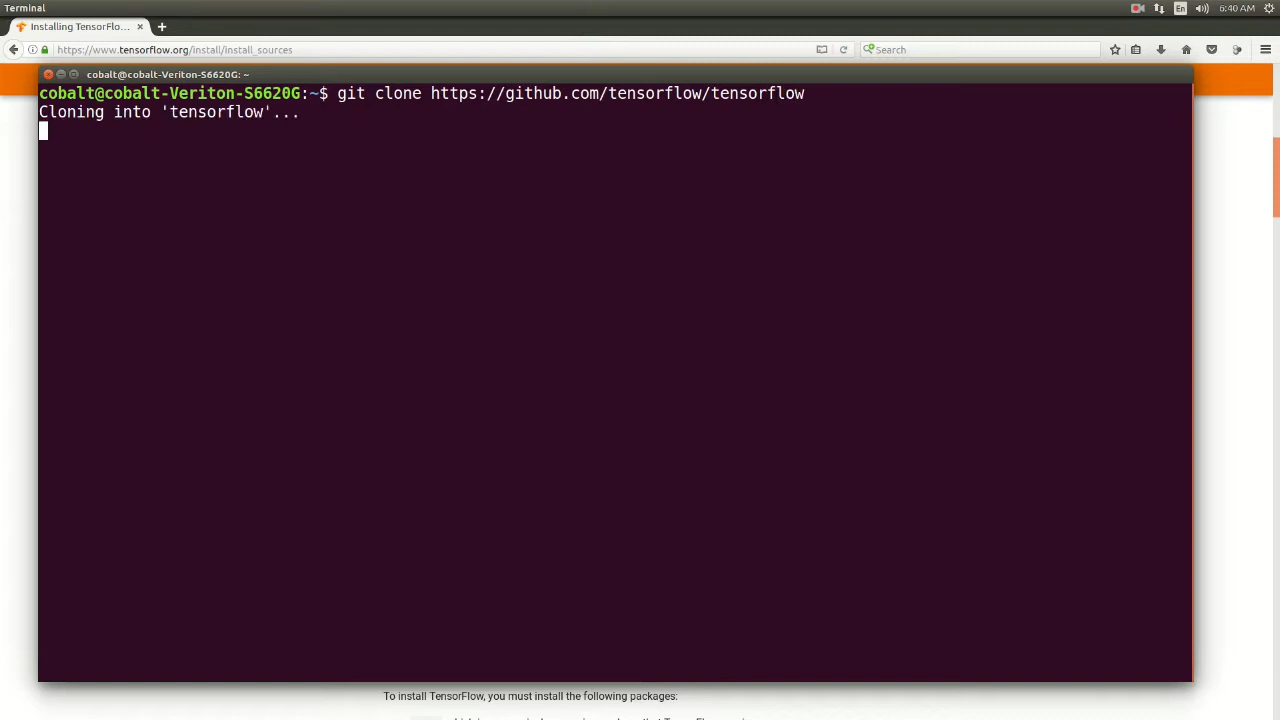 Terminal
En
6:40 AM
Installing TensorFlo...
https://www.tensorflow.org/install/install_sources
Search
cobalt@cobalt-Veriton-S6620G: ~
cobalt@cobalt-Veriton-S6620G:~$ git clone https://github.com/tensorflow/tensorflow
Cloning into 'tensorflow'...
To install TensorFlow, you must install the following packages: